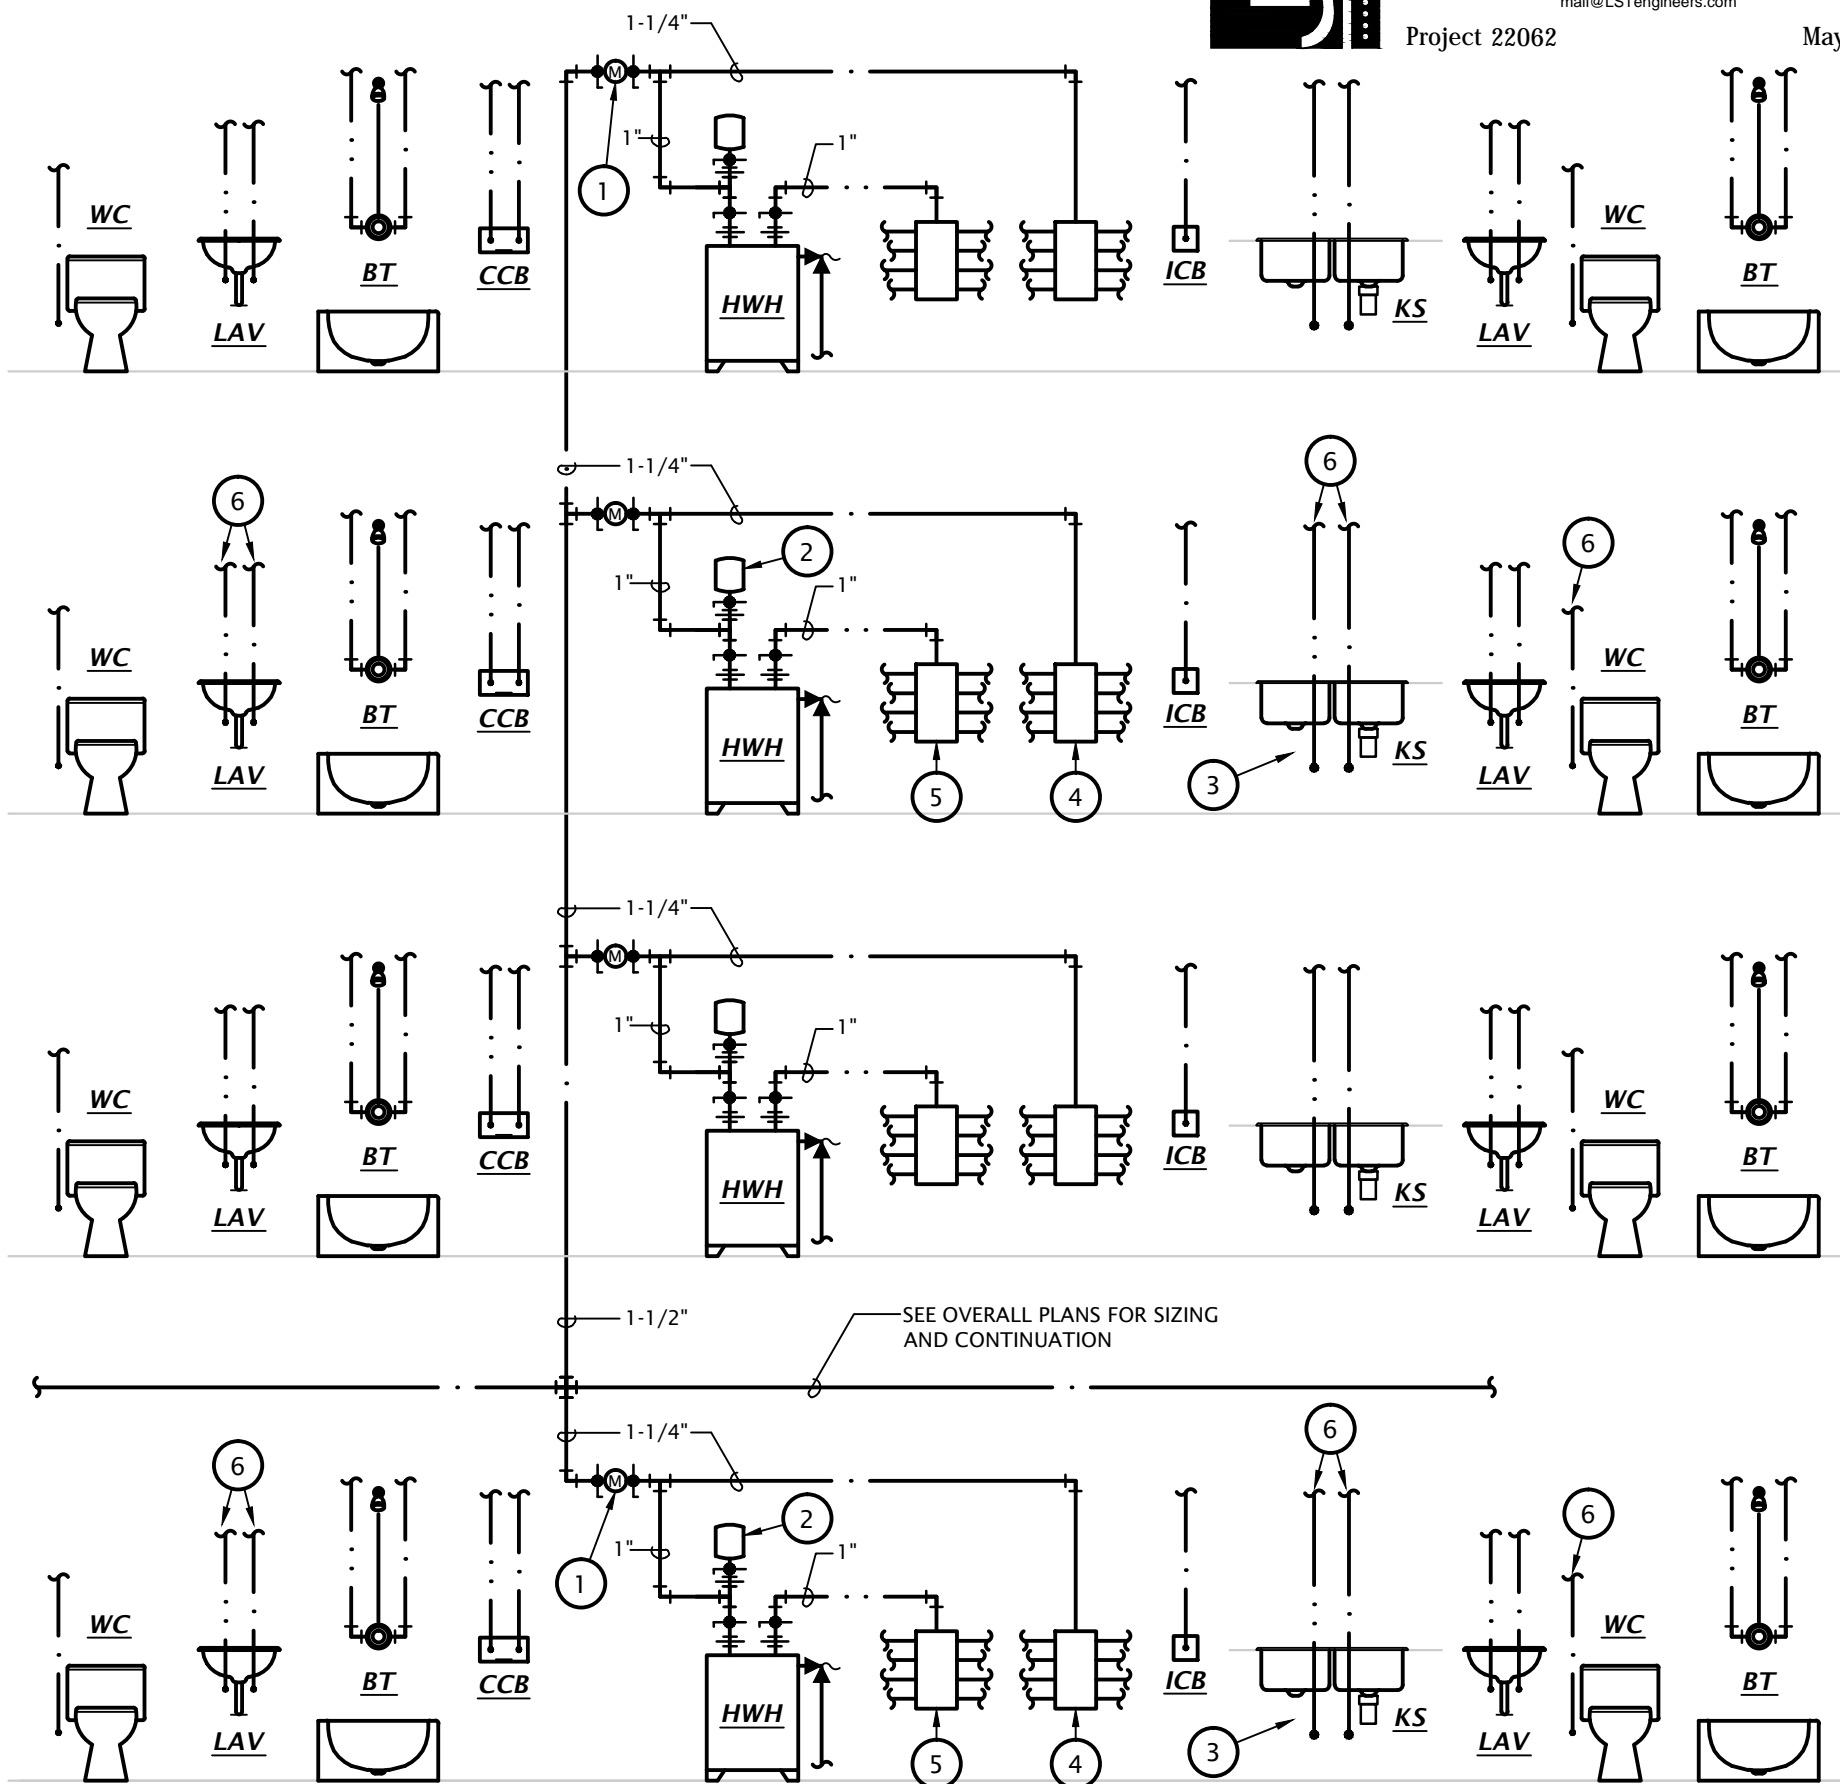 mail@LSTengineers.com
Project 22062
May
1-1/4"
M
1"
1"
1
WC
LAV
BT
CCB
HWH
ICB
KS
LAV
WC
BT
1-1/4"
6
6
M
2
6
1"
1"
WC
LAV
BT
CCB
HWH
5
4
ICB
3
KS
LAV
WC
BT
1-1/4"
M
1"
1"
WC
LAV
BT
CCB
HWH
ICB
KS
LAV
WC
BT
1-1/2"
SEE OVERALL PLANS FOR SIZING
AND CONTINUATION
1-1/4"
6
6
M
2
6
1"
1"
1
WC
LAV
BT
CCB
HWH
5
4
ICB
3
KS
LAV
WC
BT